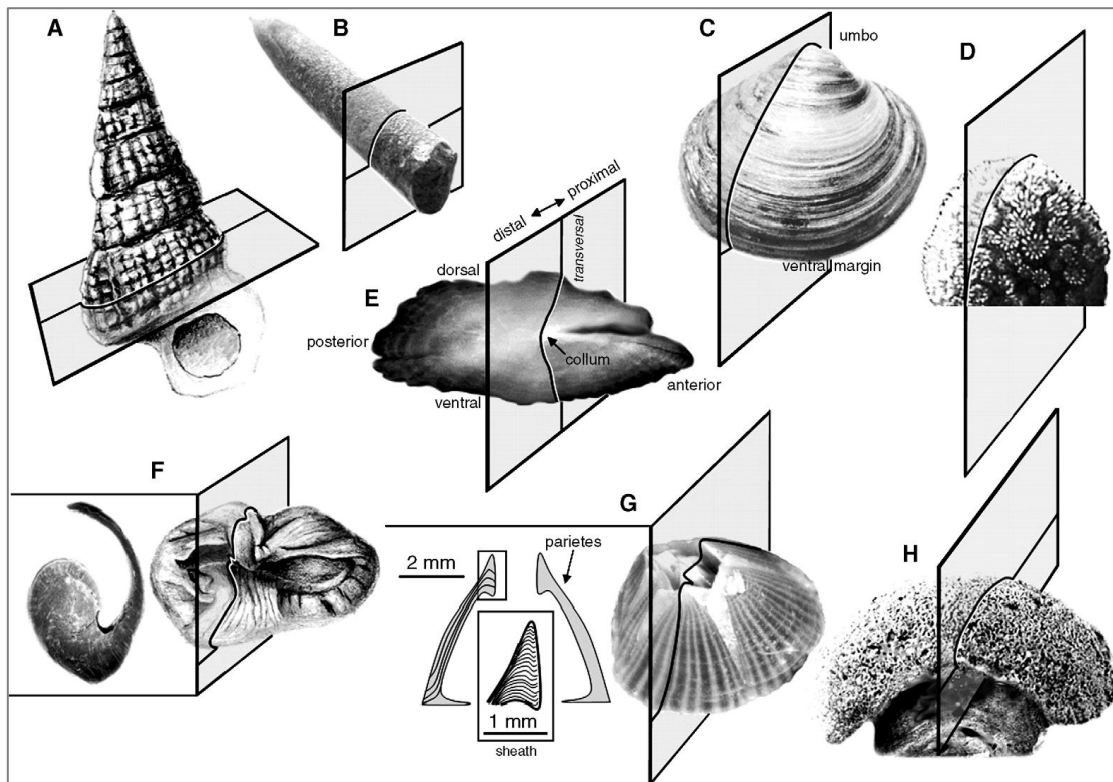 A
B
C
umbo
D
proximal
distal
transversal
dorsal
E
ventral margin
posterior
collum
anterior
ventral
F
G
parietes
2 mm
H
1 mm
sheath